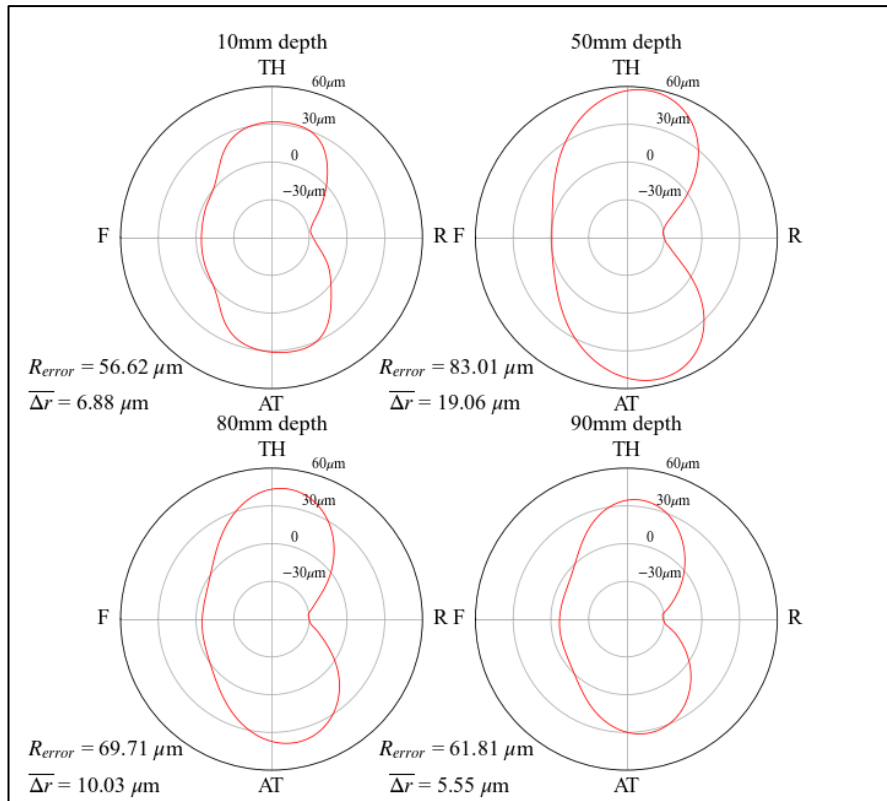 10mm depth
TH
60μm
30μm
0
−30μm
F
R
AT
R_error = 56.62 μm
Δr = 6.88 μm
50mm depth
TH
60μm
30μm
0
−30μm
F
R
AT
R_error = 83.01 μm
Δr = 19.06 μm
80mm depth
TH
60μm
30μm
0
−30μm
F
R
AT
R_error = 69.71 μm
Δr = 10.03 μm
90mm depth
TH
60μm
30μm
0
−30μm
F
R
AT
R_error = 61.81 μm
Δr = 5.55 μm